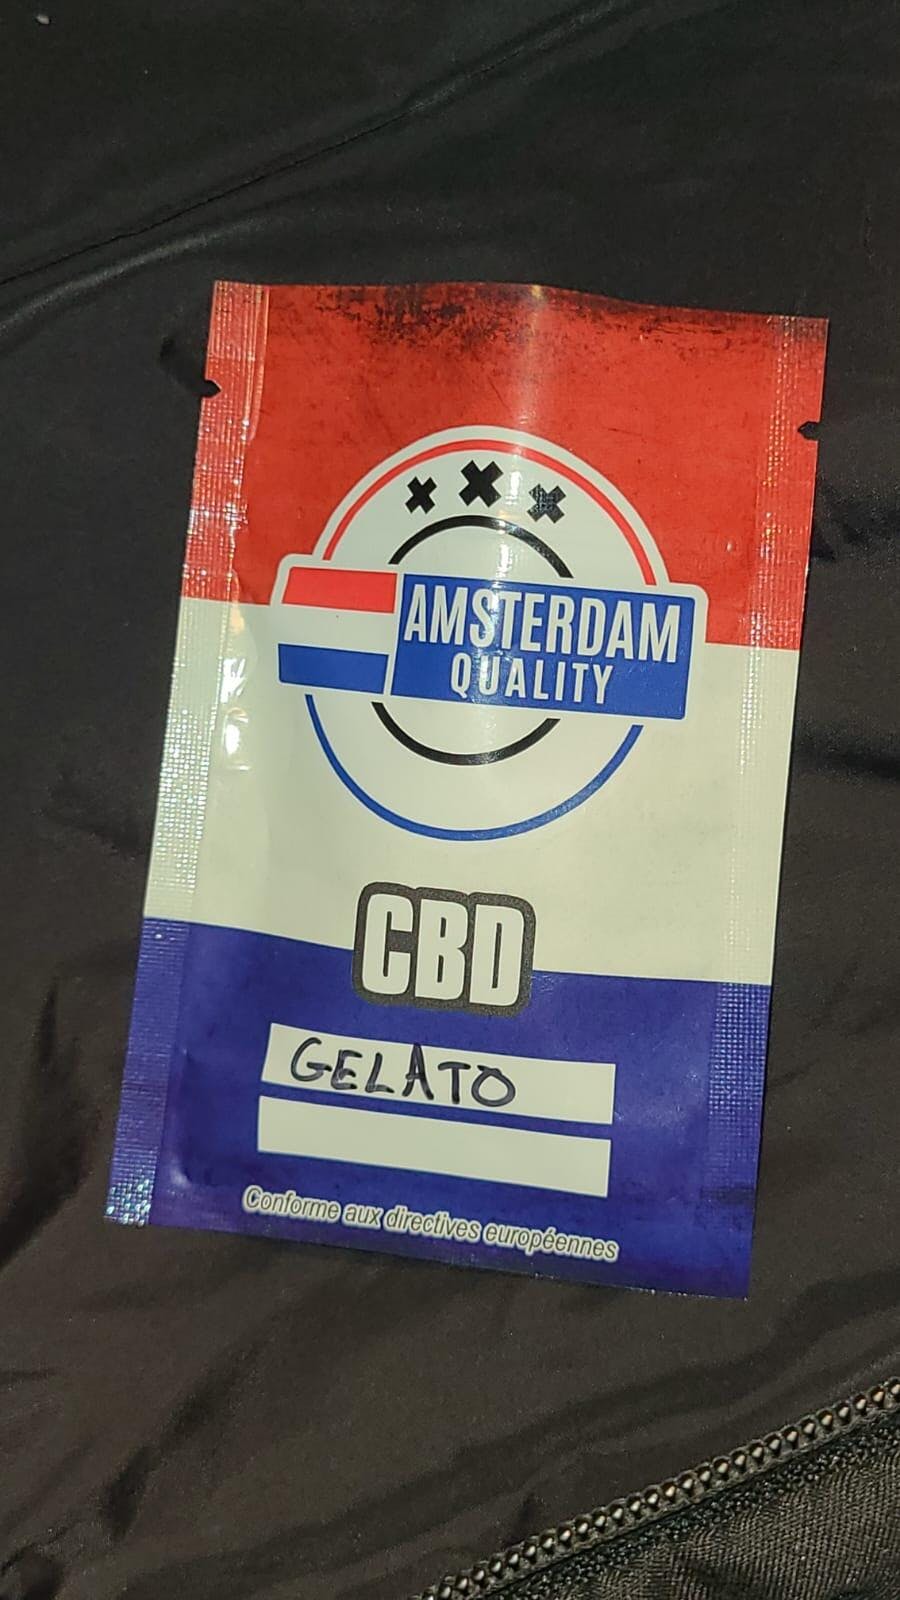 AMSTERDAM
QUALITY
CBD
GELATO
Conforme aux directives européennes